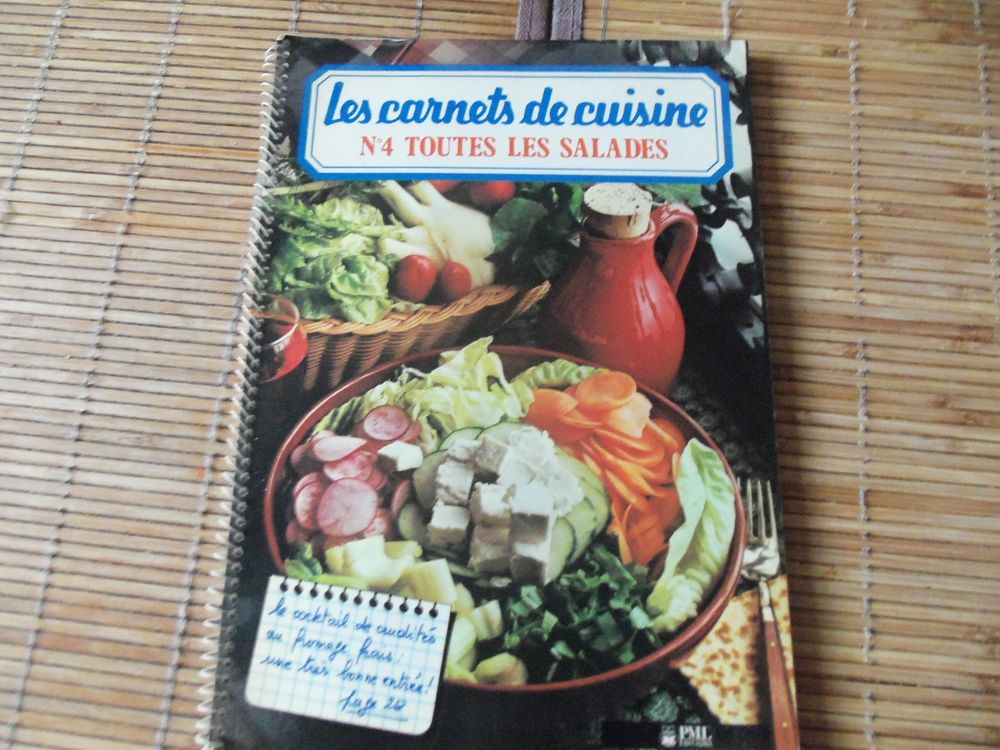 Les carnets de cuisine
N°4 TOUTES LES SALADES
le cocktail de crudités
au fromage frais :
une très bonne entrée !
page
PML